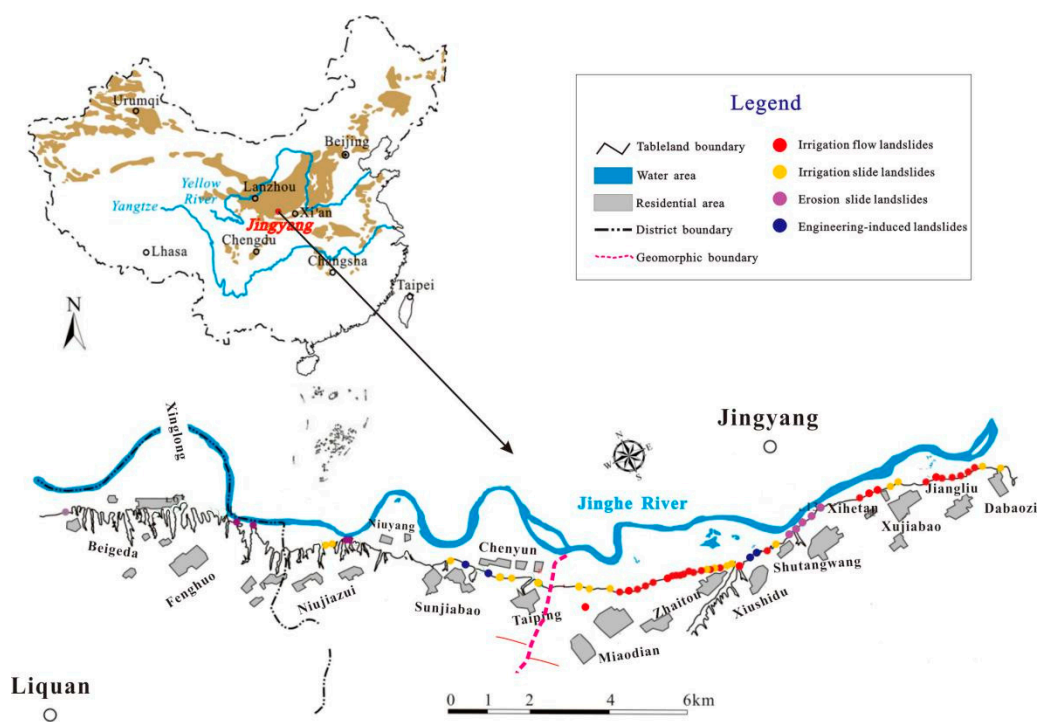 Urumqi
Beijing
Yellow
River
Lanzhou
Yangtze
Xi'an
Jingyang
Chengdu
Lhasa
Changsha
Taipei
N
Legend
Tableland boundary
Water area
Residential area
District boundary
Geomorphic boundary
Irrigation flow landslides
Irrigation slide landslides
Erosion slide landslides
Engineering-induced landslides
Xinglong
Jingyang
N
E
S
W
Jinghe River
Beigeda
Fenghuo
Niujiazui
Niuyang
Sunjiabao
Chenyun
Taiping
Miaodian
Zhaitou
Xiushidu
Shutangwang
Xihetan
Xujiabao
Jiangliu
Dabaozi
Liquan
0 1 2 4 6km